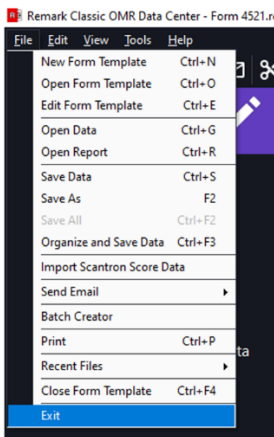 Remark Classic OMR Data Center - Form 4521.r
File Edit View Tools Help
New Form Template Ctrl+N
Open Form Template Ctrl+O
Edit Form Template Ctrl+E
Open Data Ctrl+G
Open Report Ctrl+R
Save Data Ctrl+S
Save As F2
Save All Ctrl+F2
Organize and Save Data Ctrl+F3
Import Scantron Score Data
Send Email
Batch Creator
Print Ctrl+P
ta
Recent Files
Close Form Template Ctrl+F4
Exit